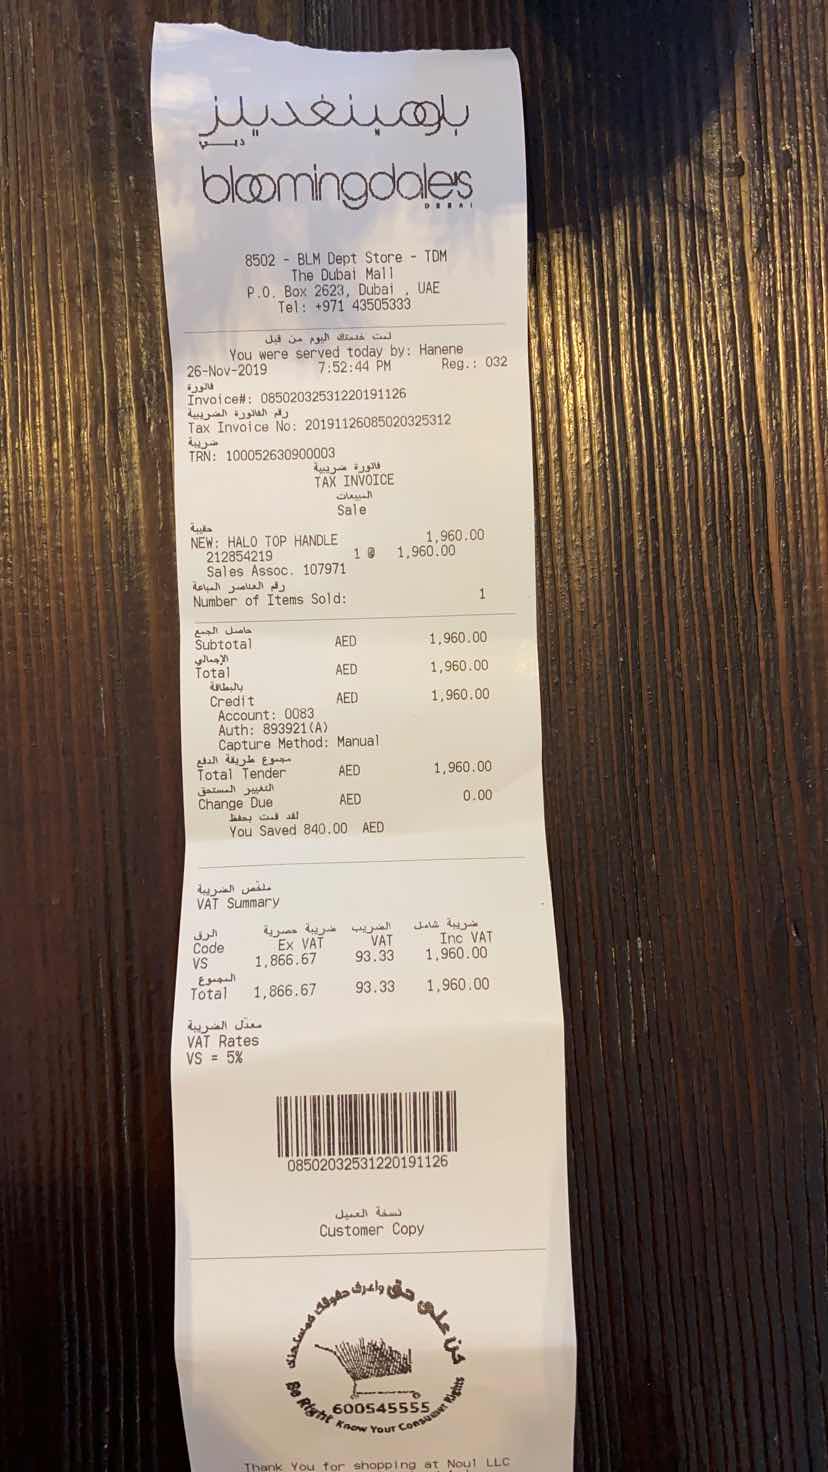 بلومينغديلز
دبي
bloomingdale's
DUBAI
8502 - BLM Dept Store - TDM
The Dubai Mall
P.O. Box 2623, Dubai , UAE
Tel: +971 43505333
تمت خدمتك اليوم من قبل
You were served today by: Hanene
26-Nov-2019 7:52:44 PM Reg.: 032
فاتورة
Invoice#: 08502032531220191126
رقم الفاتورة الضريبية
Tax Invoice No: 20191126085020325312
ضريبة
TRN: 100052630900003
فاتورة ضريبية
TAX INVOICE
المبيعات
Sale
حقيبة
NEW: HALO TOP HANDLE 1,960.00
212854219 1 @ 1,960.00
Sales Assoc. 107971
رقم العناصر المباعة
Number of Items Sold: 1
حاصل الجمع
Subtotal AED 1,960.00
الإجمالي
Total AED 1,960.00
بالبطاقة
Credit AED 1,960.00
Account: 0083
Auth: 893921(A)
Capture Method: Manual
مجموع طريقة الدفع
Total Tender AED 1,960.00
التغيير المستحق
Change Due AED 0.00
لقد قمت بحفظ
You Saved 840.00 AED
ملخص الضريبة
VAT Summary
ضريبة شامل الضريب ضريبة حصرية الرق
Code Ex VAT VAT Inc VAT
VS 1,866.67 93.33 1,960.00
المجموع
Total 1,866.67 93.33 1,960.00
معدّل الضريبة
VAT Rates
VS = 5%
08502032531220191126
نسخة العميل
Customer Copy
كن على حق واعرف حقوقك كمستهلك
600545555
Be Right Know Your Consumer Rights
Thank You for shopping at Noul LLC